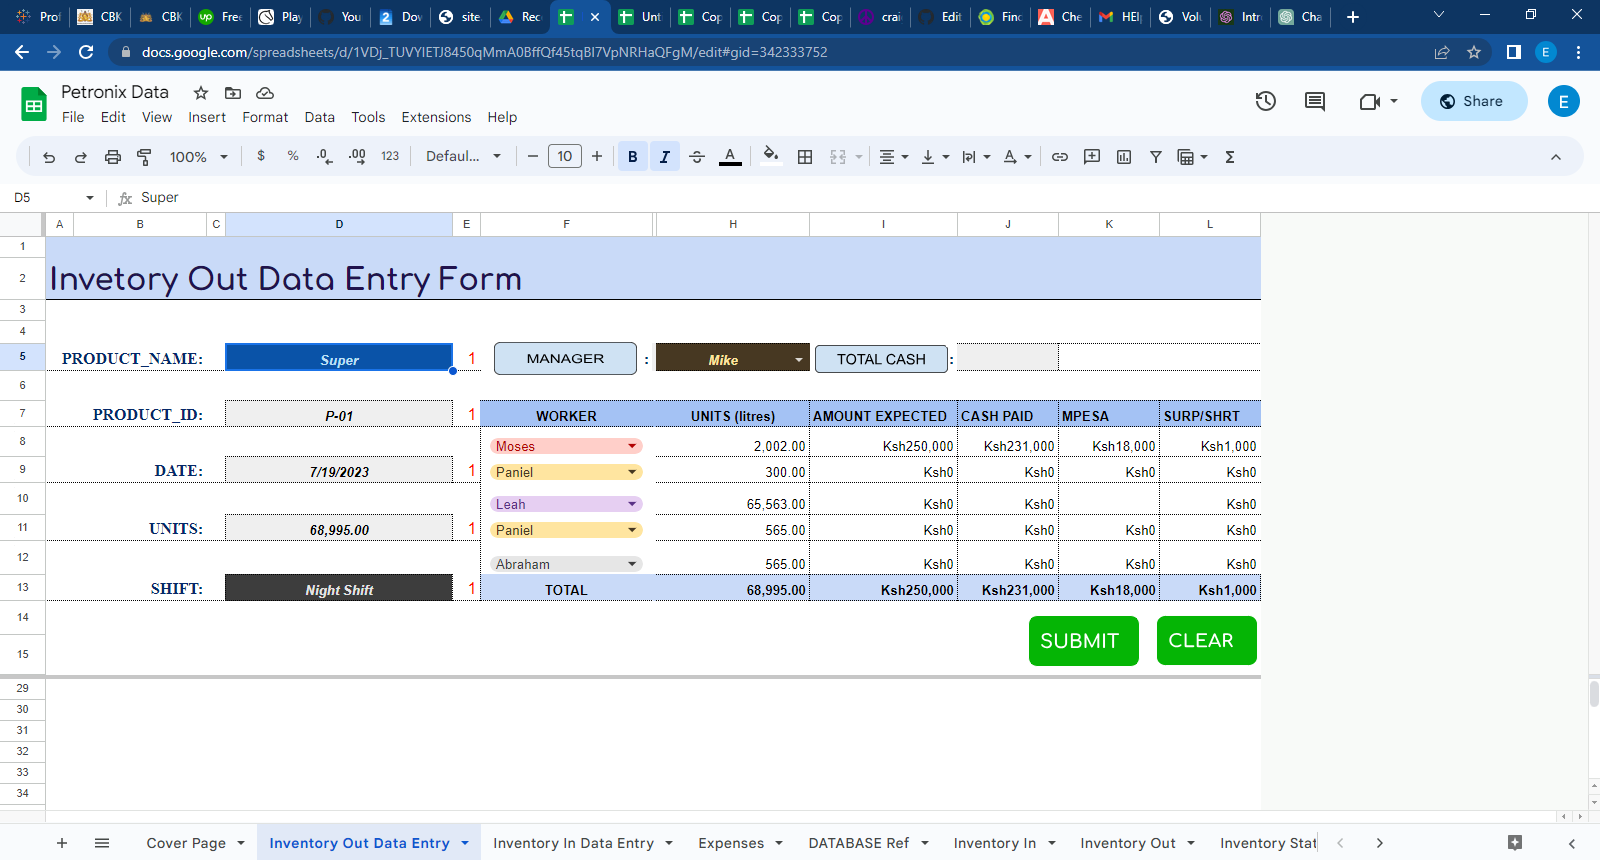 Prof CBK CBK Free Play You Dov site. Rec Unt Cop Cop Cop crai Edit Finc Che HEl Volu Intr Cha
docs.google.com/spreadsheets/d/1VDj_TUVYIETJ8450qMmA0BffQf45tqBI7VpNRHaQFgM/edit#gid=342333752
E
Petronix Data
Share
E
File Edit View Insert Format Data Tools Extensions Help
100% $ % .0 .00 123 Defaul... − 10 + B I A
D5 fx Super
A B C D E F H I J K L
1
2 Invetory Out Data Entry Form
3
4
5 PRODUCT_NAME: Super 1 MANAGER : Mike TOTAL CASH :
6
7 PRODUCT_ID: P-01 1 WORKER UNITS (litres) AMOUNT EXPECTED CASH PAID MPESA SURP/SHRT
8 Moses 2,002.00 Ksh250,000 Ksh231,000 Ksh18,000 Ksh1,000
9 DATE: 7/19/2023 1 Paniel 300.00 Ksh0 Ksh0 Ksh0 Ksh0
10 Leah 65,563.00 Ksh0 Ksh0 Ksh0
11 UNITS: 68,995.00 1 Paniel 565.00 Ksh0 Ksh0 Ksh0 Ksh0
12 Abraham 565.00 Ksh0 Ksh0 Ksh0 Ksh0
13 SHIFT: Night Shift 1 TOTAL 68,995.00 Ksh250,000 Ksh231,000 Ksh18,000 Ksh1,000
14
SUBMIT CLEAR
15
29
30
31
32
33
34
Cover Page Inventory Out Data Entry Inventory In Data Entry Expenses DATABASE Ref Inventory In Inventory Out Inventory Stat